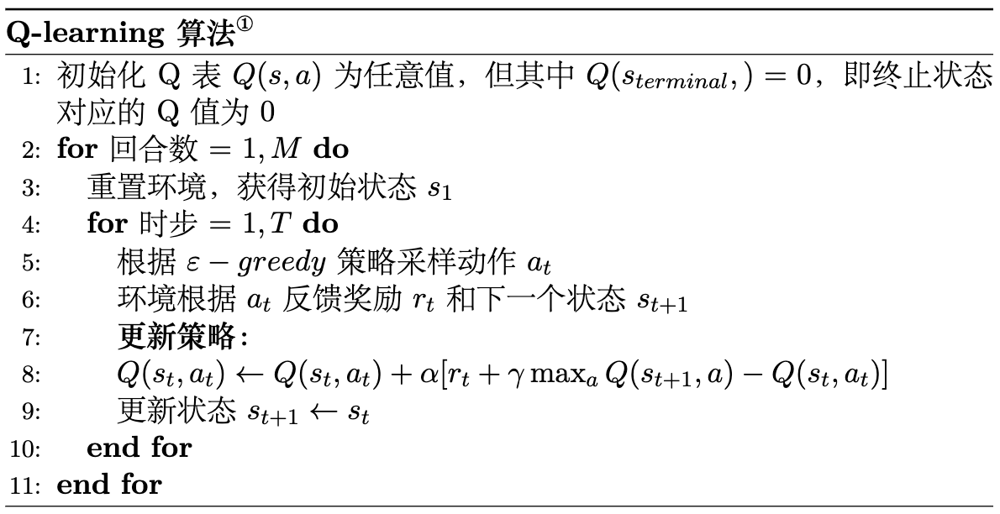 Q-learning 算法①
1: 初始化 Q 表 Q(s, a) 为任意值，但其中 Q(s_{terminal}, ) = 0，即终止状态
对应的 Q 值为 0
2: for 回合数 = 1, M do
3: 重置环境，获得初始状态 s_1
4: for 时步 = 1, T do
5: 根据 ε − greedy 策略采样动作 a_t
6: 环境根据 a_t 反馈奖励 r_t 和下一个状态 s_{t+1}
7: 更新策略：
8: Q(s_t, a_t) ← Q(s_t, a_t) + α[r_t + γ max_a Q(s_{t+1}, a) − Q(s_t, a_t)]
9: 更新状态 s_{t+1} ← s_t
10: end for
11: end for